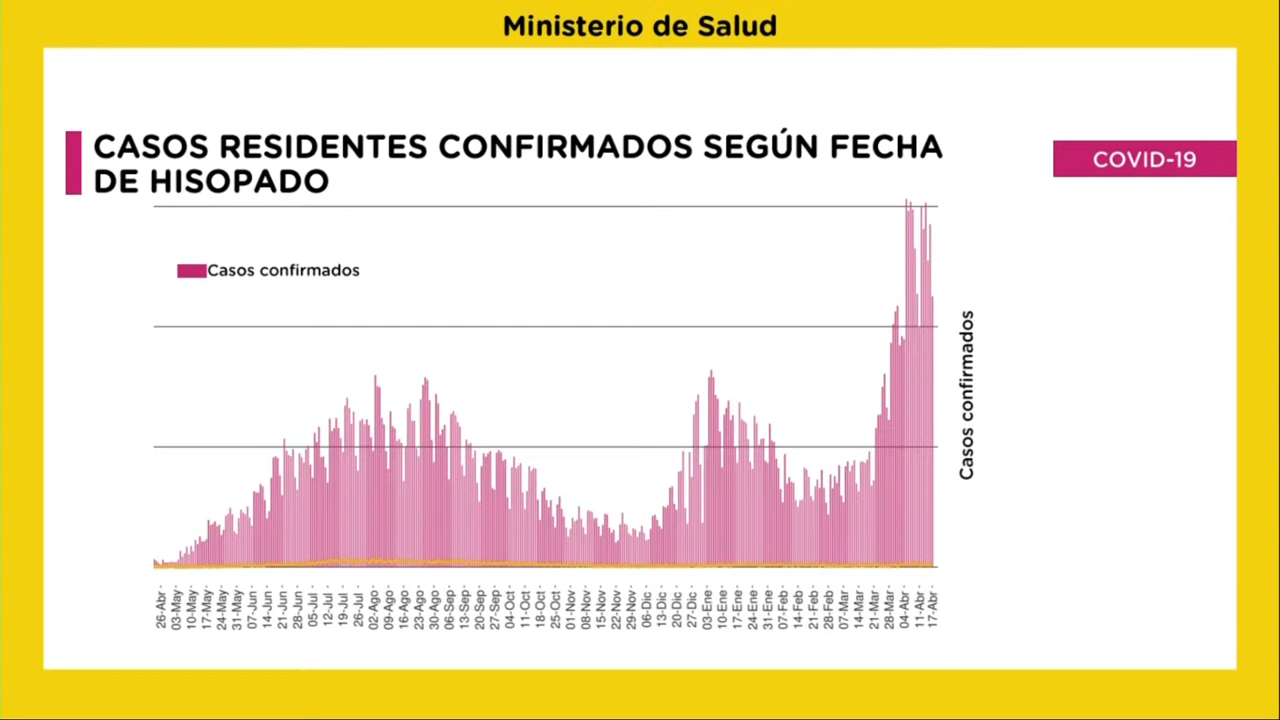 Ministerio de Salud
CASOS RESIDENTES CONFIRMADOS SEGÚN FECHA
DE HISOPADO
COVID-19
Casos confirmados
Casos confirmados
26-Abr
03-May
10-May
17-May
24-May
31-May
07-Jun
14-Jun
21-Jun
28-Jun
05-Jul
12-Jul
19-Jul
26-Jul
02-Ago
09-Ago
16-Ago
23-Ago
30-Ago
06-Sep
13-Sep
20-Sep
27-Sep
04-Oct
11-Oct
18-Oct
25-Oct
01-Nov
08-Nov
15-Nov
22-Nov
29-Nov
06-Dic
13-Dic
20-Dic
27-Dic
03-Ene
10-Ene
17-Ene
24-Ene
31-Ene
07-Feb
14-Feb
21-Feb
28-Feb
07-Mar
14-Mar
21-Mar
28-Mar
04-Abr
11-Abr
17-Abr